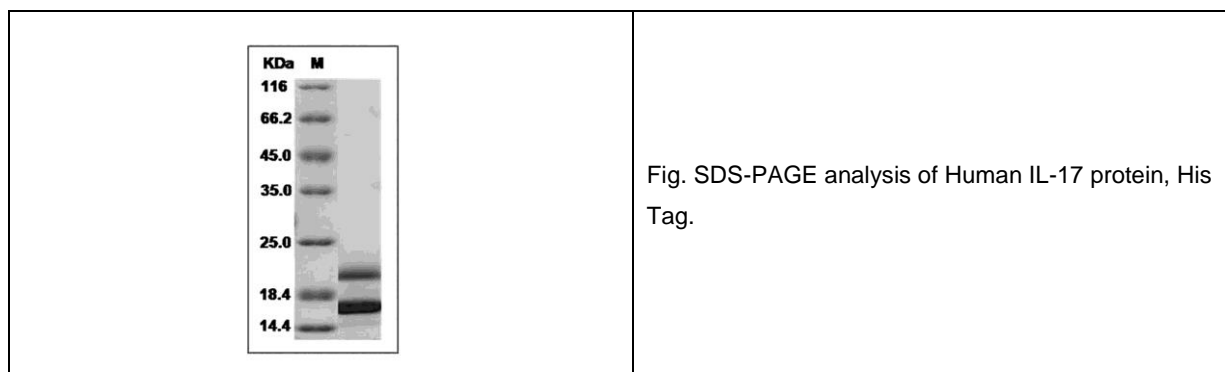 KDa M
116
66.2
45.0
35.0
25.0
18.4
14.4
Fig. SDS-PAGE analysis of Human IL-17 protein, His
Tag.